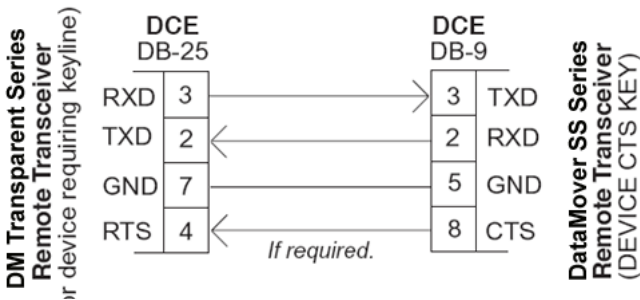 DM Transparent Series
Remote Transceiver
or device requiring keyline)
DCE
DB-25
DCE
DB-9
RXD 3 3 TXD
TXD 2 2 RXD
GND 7 5 GND
RTS 4 8 CTS
If required.
DataMover SS Series
Remote Transceiver
(DEVICE CTS KEY)